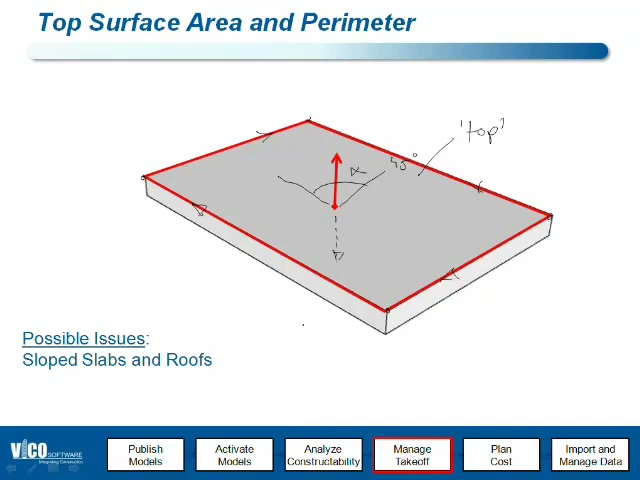 Top Surface Area and Perimeter
'top'
45°
α
Possible Issues:
Sloped Slabs and Roofs
VICO SOFTWARE
Integrating Construction
Publish
Models
Activate
Models
Analyze
Constructability
Manage
Takeoff
Plan
Cost
Import and
Manage Data